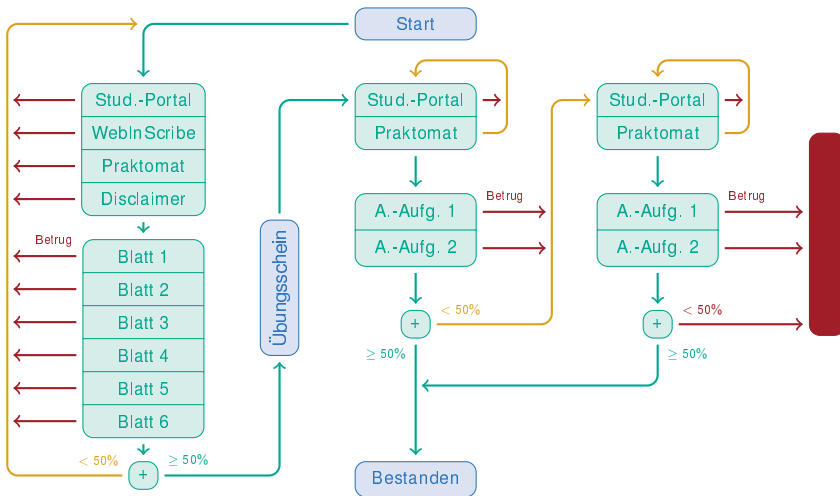 Start
Stud.-Portal
WebInScribe
Praktomat
Disclaimer
Betrug
Blatt 1
Blatt 2
Blatt 3
Blatt 4
Blatt 5
Blatt 6
< 50%
+
≥ 50%
Übungsschein
Stud.-Portal
Praktomat
A.-Aufg. 1
A.-Aufg. 2
Betrug
+
< 50%
≥ 50%
Bestanden
Stud.-Portal
Praktomat
A.-Aufg. 1
A.-Aufg. 2
Betrug
+
< 50%
≥ 50%